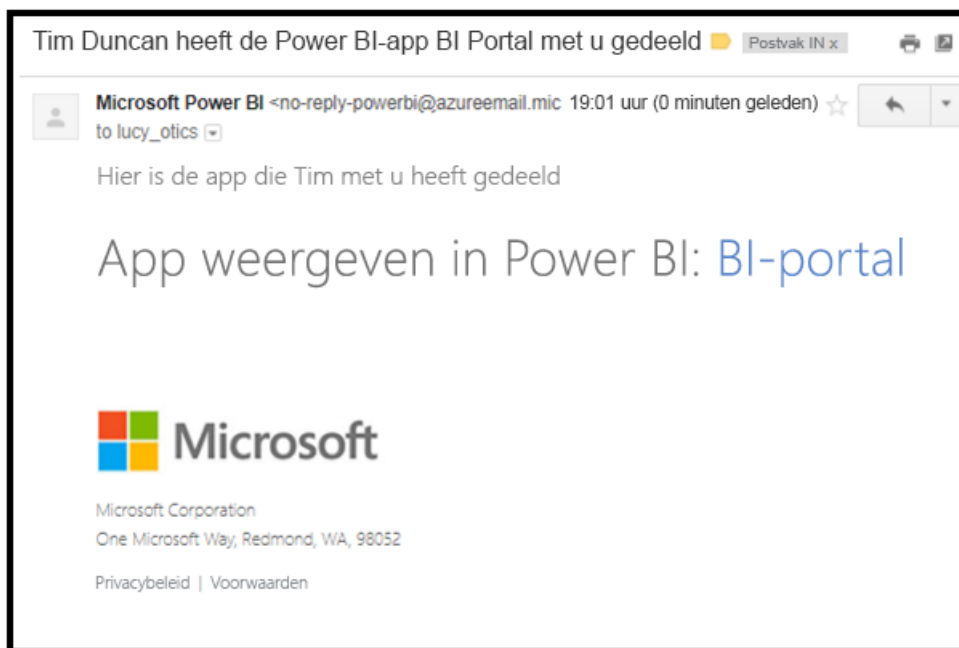 Tim Duncan heeft de Power BI-app BI Portal met u gedeeld Postvak IN x
Microsoft Power BI <no-reply-powerbi@azureemail.mic 19:01 uur (0 minuten geleden)
to lucy_otics
Hier is de app die Tim met u heeft gedeeld
App weergeven in Power BI: BI-portal
Microsoft
Microsoft Corporation
One Microsoft Way, Redmond, WA, 98052
Privacybeleid | Voorwaarden